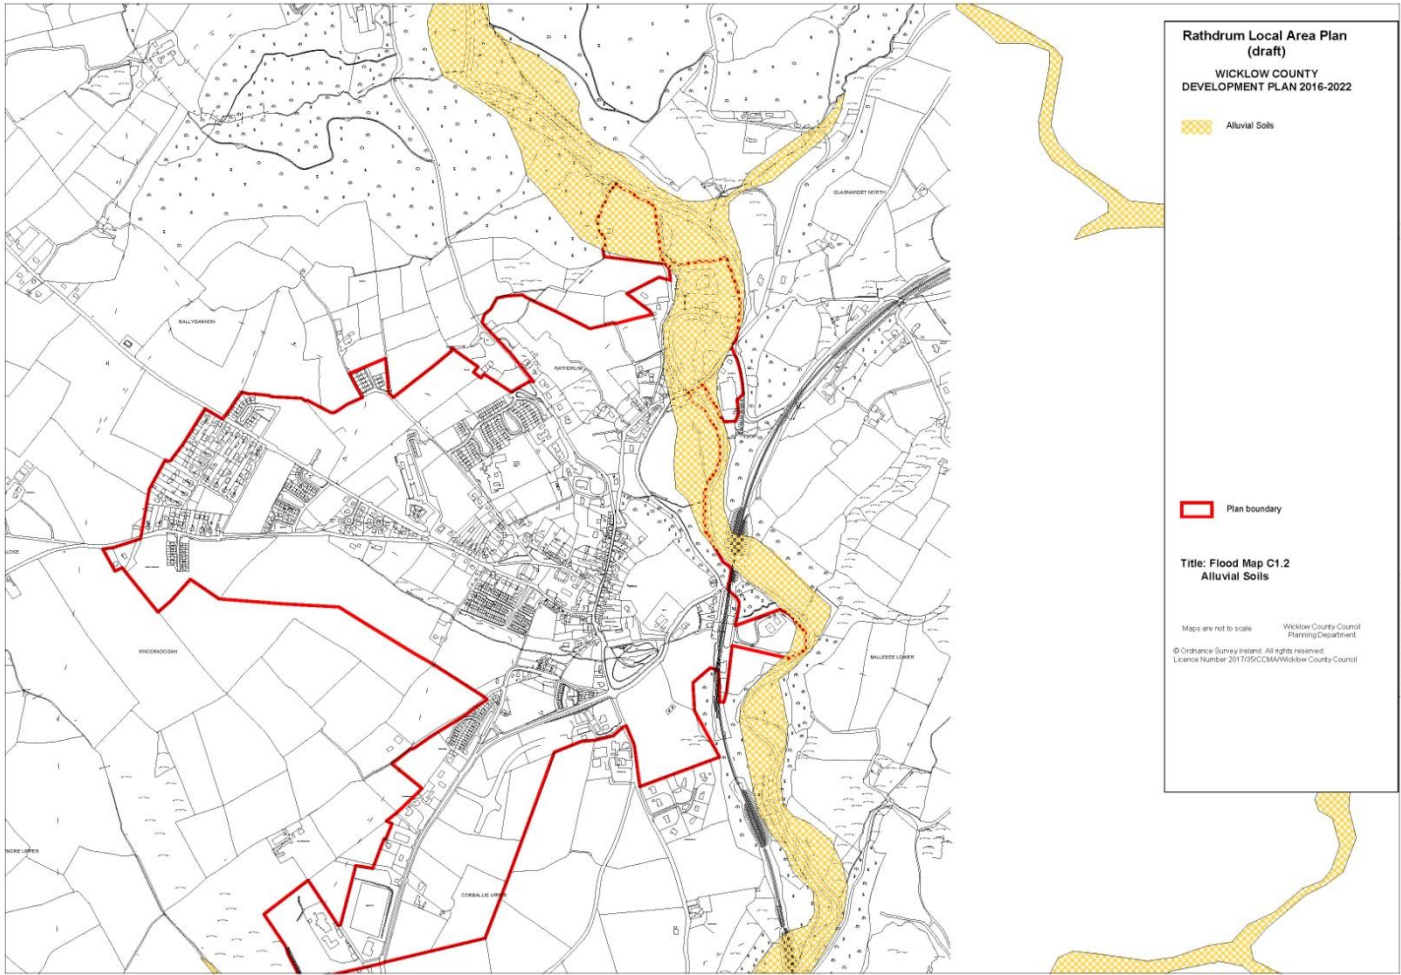 Rathdrum Local Area Plan
(draft)
WICKLOW COUNTY
DEVELOPMENT PLAN 2016-2022
Alluvial Soils
Plan boundary
Title: Flood Map C1.2
Alluvial Soils
Maps are not to scale
Wicklow County Council
Planning Department
© Ordnance Survey Ireland. All rights reserved.
Licence Number 2017/35/CCMA/Wicklow County Council
BALLYGANNON
RATHDRUM
KNOCKADOSAN
BALLEESE LOWER
CORBALLIS UPPER